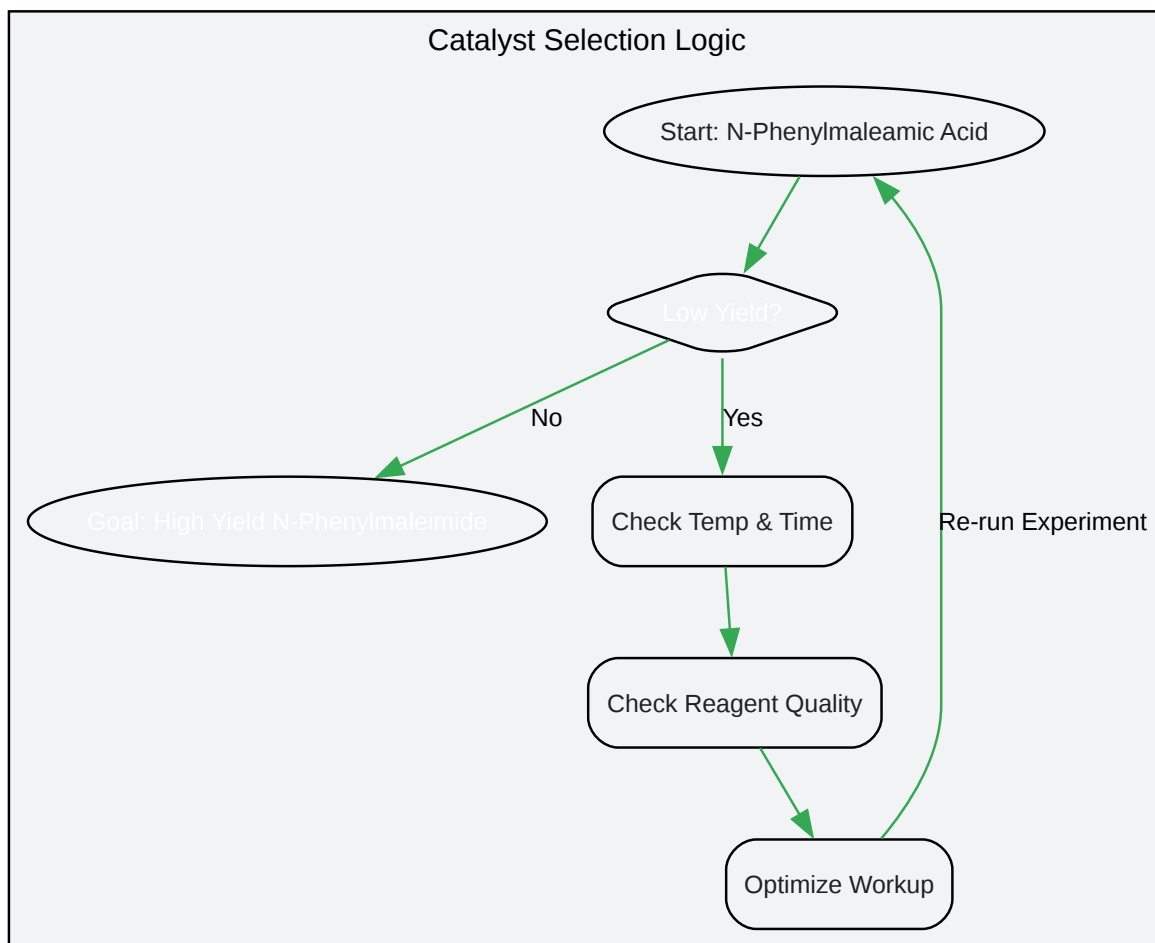 Catalyst Selection Logic
Start: N-Phenylmaleamic Acid
Low Yield?
No
Yes
Goal: High Yield N-Phenylmaleimide
Check Temp & Time
Re-run Experiment
Check Reagent Quality
Optimize Workup